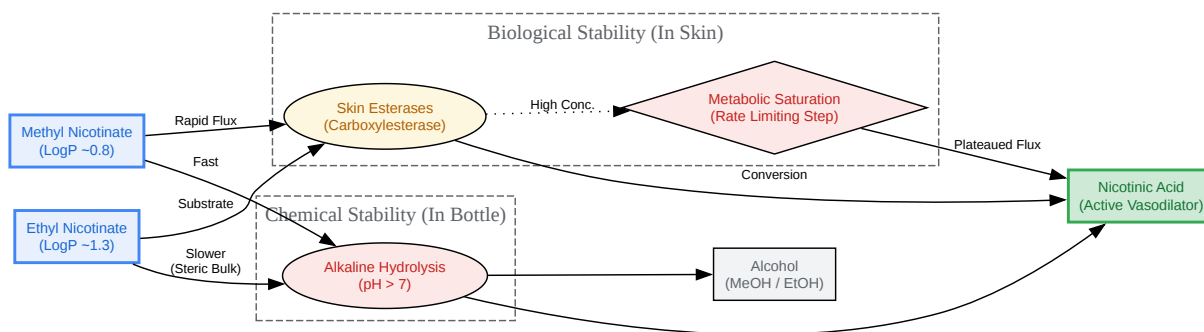 Biological Stability (In Skin)
Methyl Nicotinate
(LogP ~0.8)
Rapid Flux
Skin Esterases
(Carboxylesterase)
High Conc.
Metabolic Saturation
(Rate Limiting Step)
Plateaued Flux
Fast
Conversion
Nicotinic Acid
(Active Vasodilator)
Substrate
Chemical Stability (In Bottle)
Ethyl Nicotinate
(LogP ~1.3)
Slower
(Steric Bulk)
Alkaline Hydrolysis
(pH > 7)
Alcohol
(MeOH / EtOH)